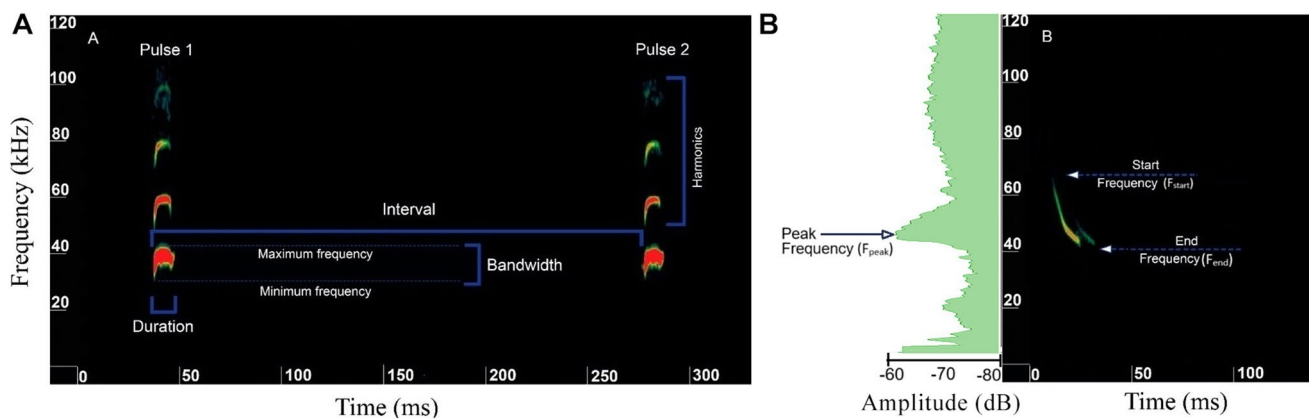 A
A
Pulse 1
Pulse 2
120
100
80
60
40
20
Frequency (kHz)
Harmonics
Interval
Maximum frequency
Bandwidth
Minimum frequency
Duration
0
50
100
150
200
250
300
Time (ms)
B
B
120
100
80
60
40
20
Start
Frequency (Fstart)
Peak
Frequency (Fpeak)
End
Frequency (Fend)
-60
-70
-80
Amplitude (dB)
0
50
100
Time (ms)